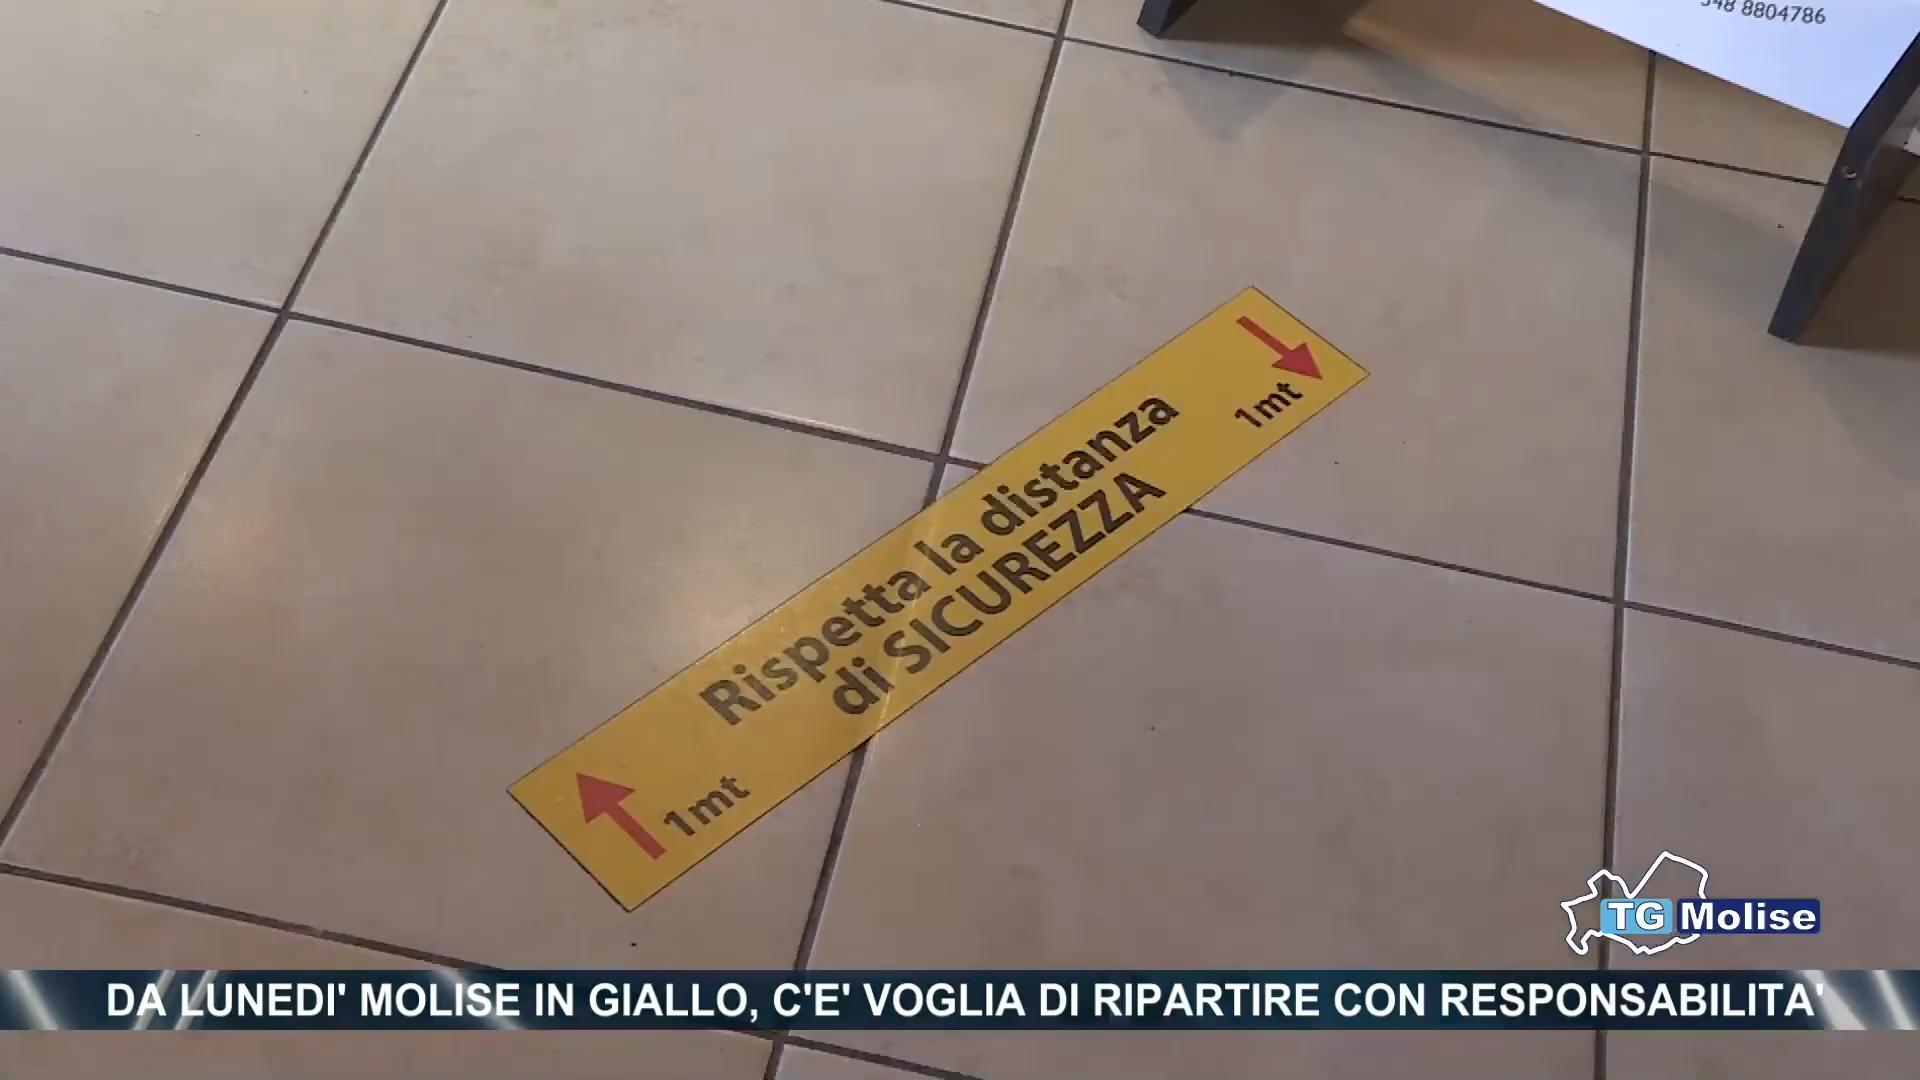 8804786
Rispetta la distanza
di SICUREZZA
1mt
1mt
TG Molise
DA LUNEDI' MOLISE IN GIALLO, C'E' VOGLIA DI RIPARTIRE CON RESPONSABILITA'